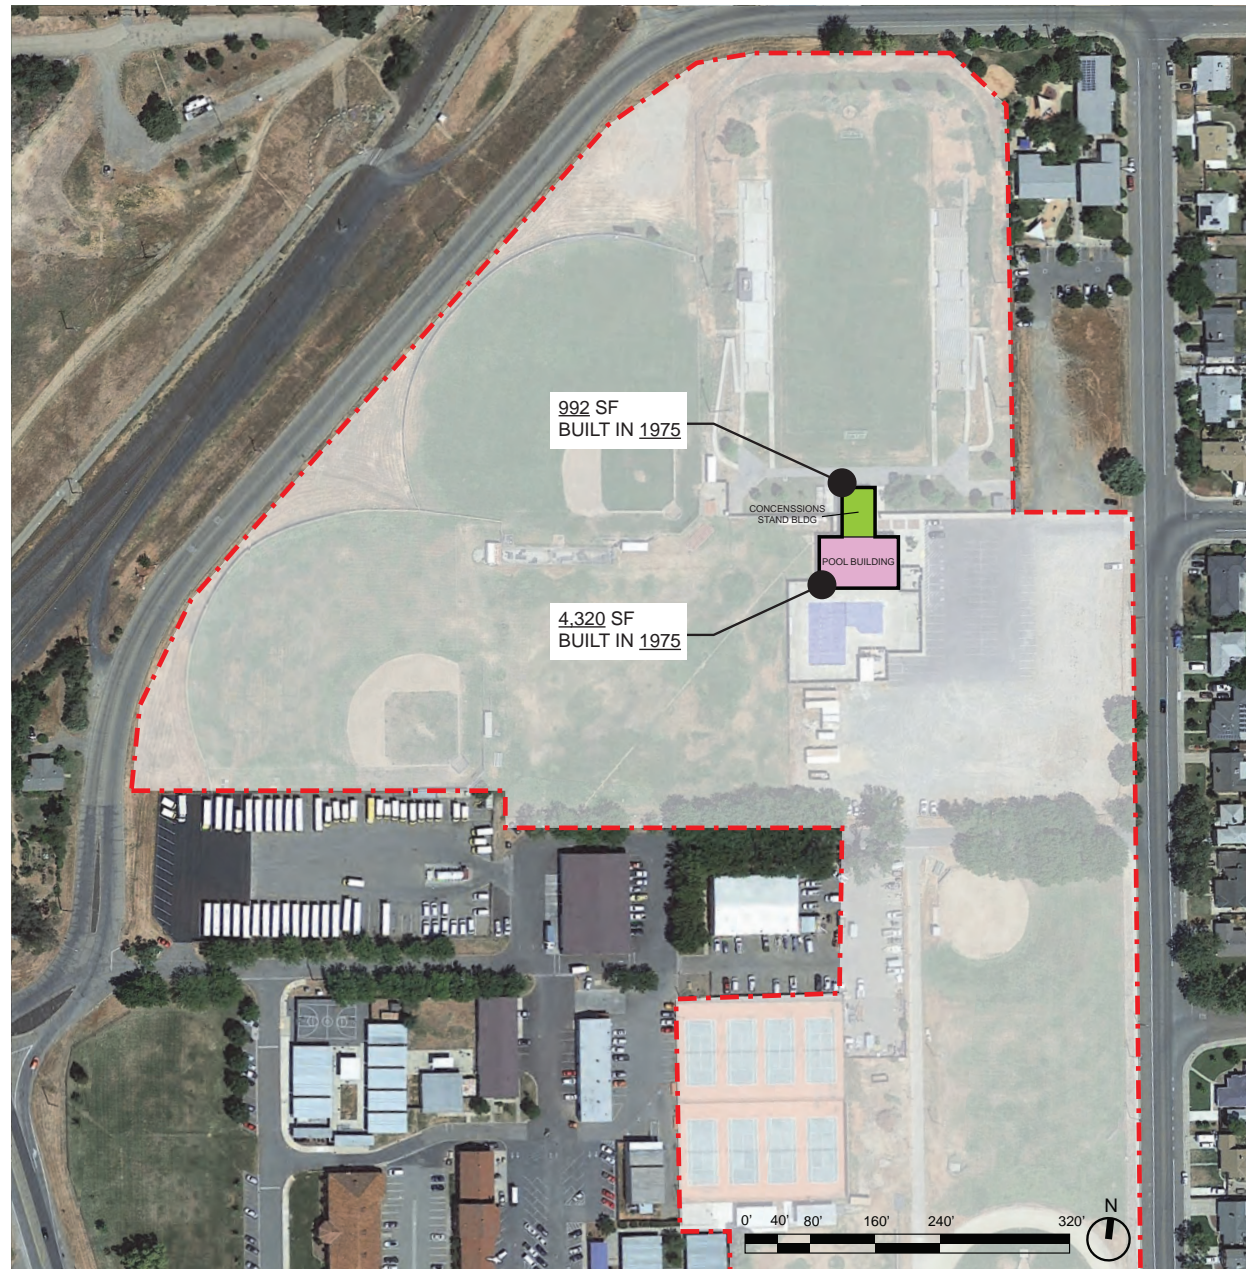 992 SF
BUILT IN 1975
CONCENSSIONS
STAND BLDG
POOL BUILDING
4,320 SF
BUILT IN 1975
N
0' 40' 80' 160' 240' 320'